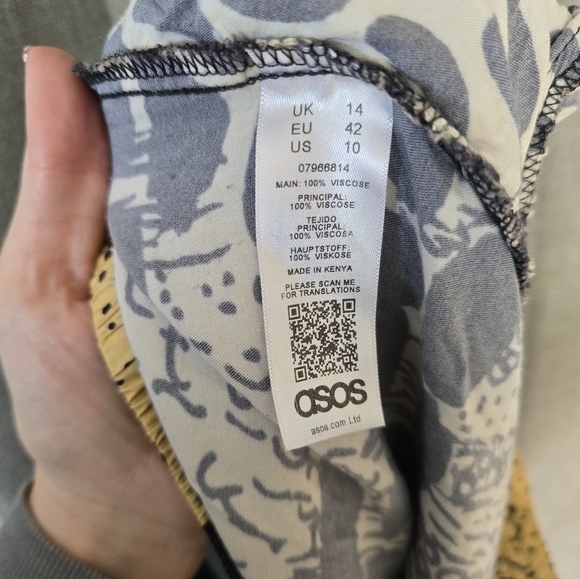 UK 14
EU 42
US 10
07966814
MAIN: 100% VISCOSE
PRINCIPAL:
100% VISCOSE
TEJIDO
PRINCIPAL:
100% VISCOSA
HAUPTSTOFF:
100% VISKOSE
MADE IN KENYA
PLEASE SCAN ME
FOR TRANSLATIONS
asos
asos.com Ltd